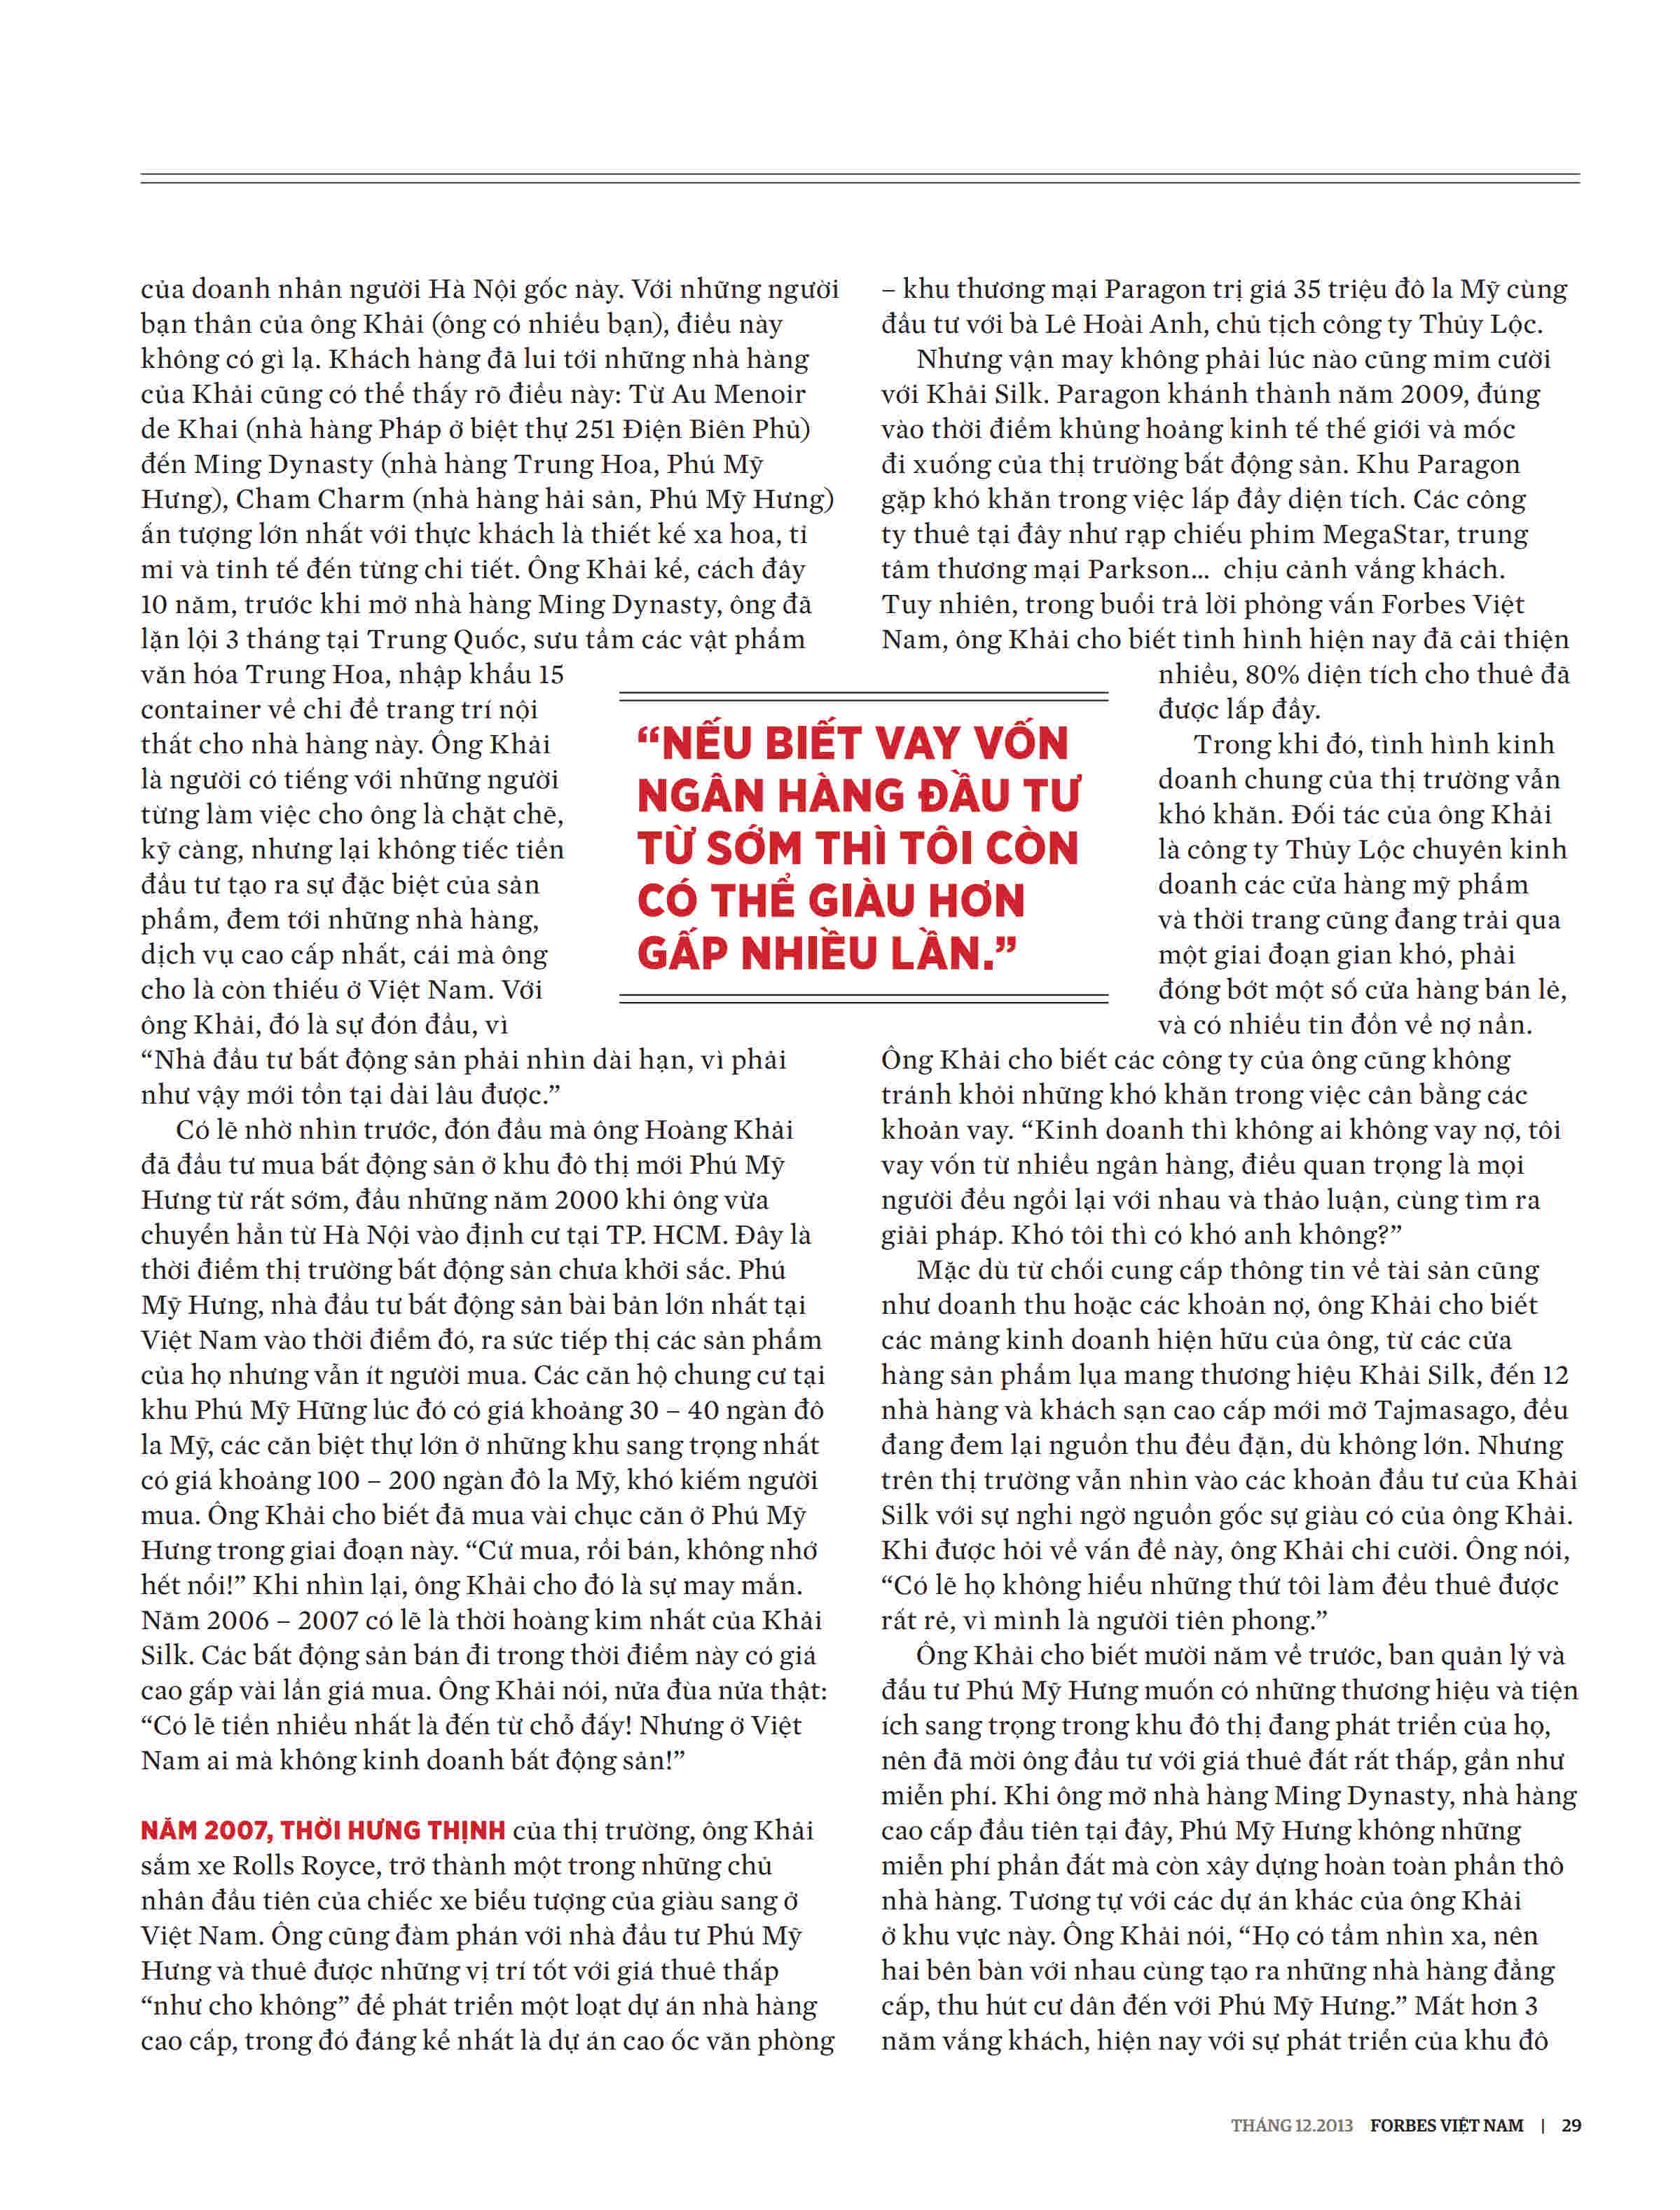 của doanh nhân người Hà Nội gốc này. Với những người
bạn thân của ông Khải (ông có nhiều bạn), điều này
không có gì lạ. Khách hàng đã lui tới những nhà hàng
của Khải cũng có thể thấy rõ điều này: Từ Au Menoir
de Khai (nhà hàng Pháp ở biệt thự 251 Điện Biên Phủ)
đến Ming Dynasty (nhà hàng Trung Hoa, Phú Mỹ
Hưng), Cham Charm (nhà hàng hải sản, Phú Mỹ Hưng)
ấn tượng lớn nhất với thực khách là thiết kế xa hoa, tỉ
mỉ và tinh tế đến từng chi tiết. Ông Khải kể, cách đây
10 năm, trước khi mở nhà hàng Ming Dynasty, ông đã
lặn lội 3 tháng tại Trung Quốc, sưu tầm các vật phẩm
văn hóa Trung Hoa, nhập khẩu 15
container về chỉ để trang trí nội
thất cho nhà hàng này. Ông Khải
là người có tiếng với những người
từng làm việc cho ông là chặt chẽ,
kỹ càng, nhưng lại không tiếc tiền
đầu tư tạo ra sự đặc biệt của sản
phẩm, đem tới những nhà hàng,
dịch vụ cao cấp nhất, cái mà ông
cho là còn thiếu ở Việt Nam. Với
ông Khải, đó là sự đón đầu, vì
“Nhà đầu tư bất động sản phải nhìn dài hạn, vì phải
như vậy mới tồn tại dài lâu được.”
Có lẽ nhờ nhìn trước, đón đầu mà ông Hoàng Khải
đã đầu tư mua bất động sản ở khu đô thị mới Phú Mỹ
Hưng từ rất sớm, đầu những năm 2000 khi ông vừa
chuyển hẳn từ Hà Nội vào định cư tại TP. HCM. Đây là
thời điểm thị trường bất động sản chưa khởi sắc. Phú
Mỹ Hưng, nhà đầu tư bất động sản bài bản lớn nhất tại
Việt Nam vào thời điểm đó, ra sức tiếp thị các sản phẩm
của họ nhưng vẫn ít người mua. Các căn hộ chung cư tại
khu Phú Mỹ Hững lúc đó có giá khoảng 30 – 40 ngàn đô
la Mỹ, các căn biệt thự lớn ở những khu sang trọng nhất
có giá khoảng 100 – 200 ngàn đô la Mỹ, khó kiếm người
mua. Ông Khải cho biết đã mua vài chục căn ở Phú Mỹ
Hưng trong giai đoạn này. “Cứ mua, rồi bán, không nhớ
hết nổi!” Khi nhìn lại, ông Khải cho đó là sự may mắn.
Năm 2006 – 2007 có lẽ là thời hoàng kim nhất của Khải
Silk. Các bất động sản bán đi trong thời điểm này có giá
cao gấp vài lần giá mua. Ông Khải nói, nửa đùa nửa thật:
“Có lẽ tiền nhiều nhất là đến từ chỗ đấy! Nhưng ở Việt
Nam ai mà không kinh doanh bất động sản!”
NĂM 2007, THỜI HƯNG THỊNH của thị trường, ông Khải
sắm xe Rolls Royce, trở thành một trong những chủ
nhân đầu tiên của chiếc xe biểu tượng của giàu sang ở
Việt Nam. Ông cũng đàm phán với nhà đầu tư Phú Mỹ
Hưng và thuê được những vị trí tốt với giá thuê thấp
“như cho không” để phát triển một loạt dự án nhà hàng
cao cấp, trong đó đáng kể nhất là dự án cao ốc văn phòng
“NẾU BIẾT VAY VỐN
NGÂN HÀNG ĐẦU TƯ
TỪ SỚM THÌ TÔI CÒN
CÓ THỂ GIÀU HƠN
GẤP NHIỀU LẦN.”
– khu thương mại Paragon trị giá 35 triệu đô la Mỹ cùng
đầu tư với bà Lê Hoài Anh, chủ tịch công ty Thủy Lộc.
Nhưng vận may không phải lúc nào cũng mỉm cười
với Khải Silk. Paragon khánh thành năm 2009, đúng
vào thời điểm khủng hoảng kinh tế thế giới và mốc
đi xuống của thị trường bất động sản. Khu Paragon
gặp khó khăn trong việc lấp đầy diện tích. Các công
ty thuê tại đây như rạp chiếu phim MegaStar, trung
tâm thương mại Parkson... chịu cảnh vắng khách.
Tuy nhiên, trong buổi trả lời phỏng vấn Forbes Việt
Nam, ông Khải cho biết tình hình hiện nay đã cải thiện
nhiều, 80% diện tích cho thuê đã
được lấp đầy.
Trong khi đó, tình hình kinh
doanh chung của thị trường vẫn
khó khăn. Đối tác của ông Khải
là công ty Thủy Lộc chuyên kinh
doanh các cửa hàng mỹ phẩm
và thời trang cũng đang trải qua
một giai đoạn gian khó, phải
đóng bớt một số cửa hàng bán lẻ,
và có nhiều tin đồn về nợ nần.
Ông Khải cho biết các công ty của ông cũng không
tránh khỏi những khó khăn trong việc cân bằng các
khoản vay. “Kinh doanh thì không ai không vay nợ, tôi
vay vốn từ nhiều ngân hàng, điều quan trọng là mọi
người đều ngồi lại với nhau và thảo luận, cùng tìm ra
giải pháp. Khó tôi thì có khó anh không?”
Mặc dù từ chối cung cấp thông tin về tài sản cũng
như doanh thu hoặc các khoản nợ, ông Khải cho biết
các mảng kinh doanh hiện hữu của ông, từ các cửa
hàng sản phẩm lụa mang thương hiệu Khải Silk, đến 12
nhà hàng và khách sạn cao cấp mới mở Tajmasago, đều
đang đem lại nguồn thu đều đặn, dù không lớn. Nhưng
trên thị trường vẫn nhìn vào các khoản đầu tư của Khải
Silk với sự nghi ngờ nguồn gốc sự giàu có của ông Khải.
Khi được hỏi về vấn đề này, ông Khải chỉ cười. Ông nói,
“Có lẽ họ không hiểu những thứ tôi làm đều thuê được
rất rẻ, vì mình là người tiên phong.”
Ông Khải cho biết mười năm về trước, ban quản lý và
đẩu tư Phú Mỹ Hưng muốn có những thương hiệu và tiện
ích sang trọng trong khu đô thị đang phát triển của họ,
nên đã mời ông đầu tư với giá thuê đất rất thấp, gần như
miễn phí. Khi ông mở nhà hàng Ming Dynasty, nhà hàng
cao cấp đầu tiên tại đây, Phú Mỹ Hưng không những
miễn phí phần đất mà còn xây dựng hoàn toàn phần thô
nhà hàng. Tương tự với các dự án khác của ông Khải
ở khu vực này. Ông Khải nói, “Họ có tầm nhìn xa, nên
hai bên bàn với nhau cùng tạo ra những nhà hàng đẳng
cấp, thu hút cư dân đến với Phú Mỹ Hưng.” Mất hơn 3
năm vắng khách, hiện nay với sự phát triển của khu đô
THÁNG 12.2013 FORBES VIỆT NAM | 29